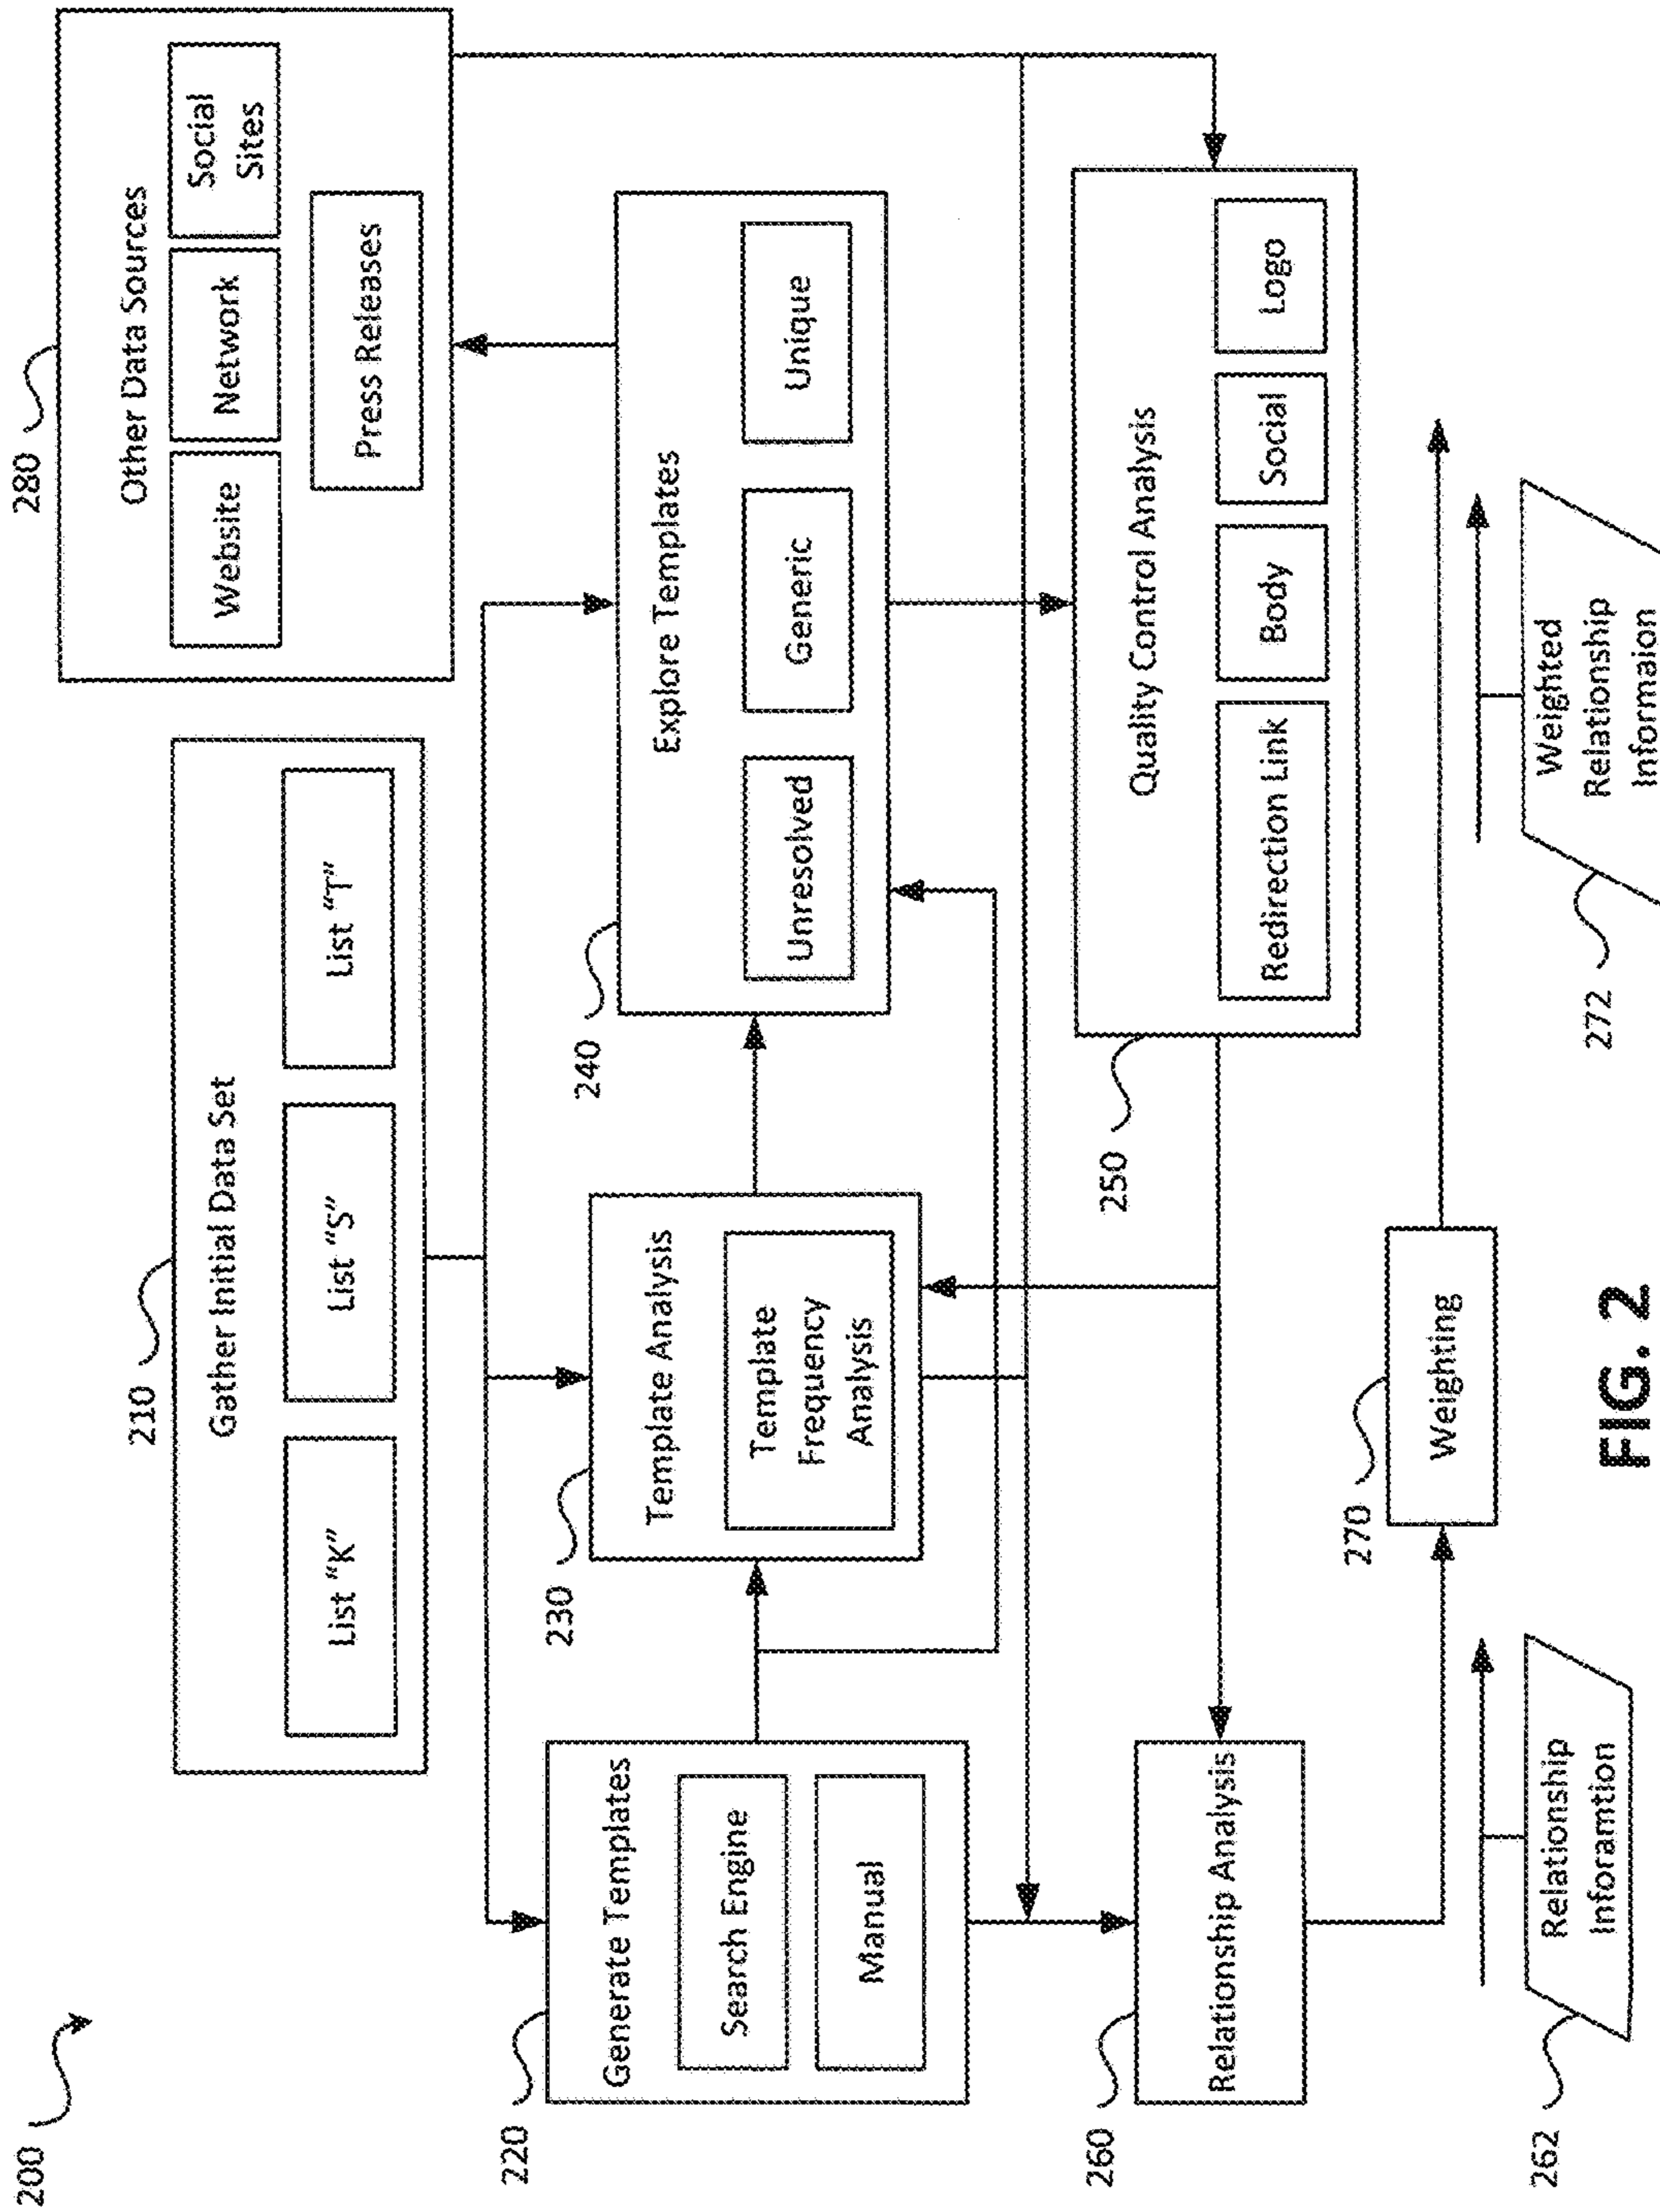 200
210
Gather Initial Data Set
List “K”
List “S”
List “T”
280
Other Data Sources
Website
Network
Social
Sites
Press Releases
220
Generate Templates
Search Engine
Manual
230
Template Analysis
Template
Frequency
Analysis
240
Explore Templates
Unresolved
Generic
Unique
250
Quality Control Analysis
Redirection Link
Body
Social
Logo
260
Relationship Analysis
270
Weighting
262
Relationship
Inforamtion
272
Weighted
Relationship
Informaion
FIG. 2